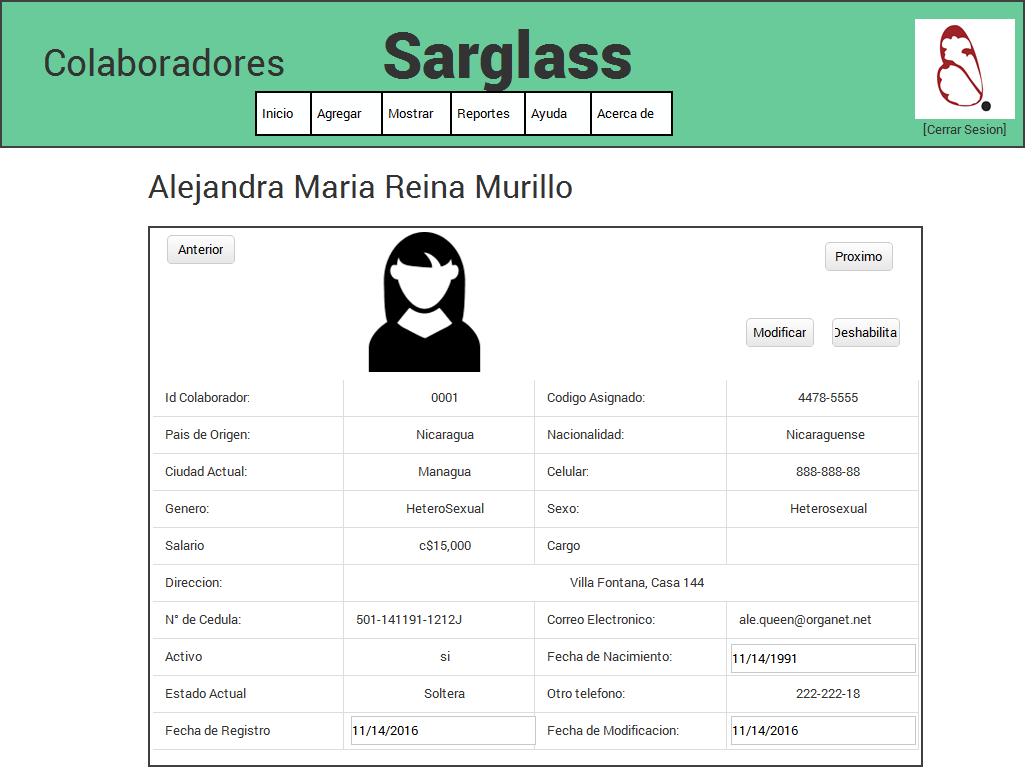 Colaboradores
Sarglass
Inicio Agregar Mostrar Reportes Ayuda Acerca de
[Cerrar Sesion]
Alejandra Maria Reina Murillo
Anterior
Proximo
Modificar Deshabilita
Id Colaborador: 0001 Codigo Asignado: 4478-5555
Pais de Origen: Nicaragua Nacionalidad: Nicaraguense
Ciudad Actual: Managua Celular: 888-888-88
Genero: HeteroSexual Sexo: Heterosexual
Salario c$15,000 Cargo
Direccion: Villa Fontana, Casa 144
N° de Cedula: 501-141191-1212J Correo Electronico: ale.queen@organet.net
Activo si Fecha de Nacimiento: 11/14/1991
Estado Actual Soltera Otro telefono: 222-222-18
Fecha de Registro 11/14/2016 Fecha de Modificacion: 11/14/2016